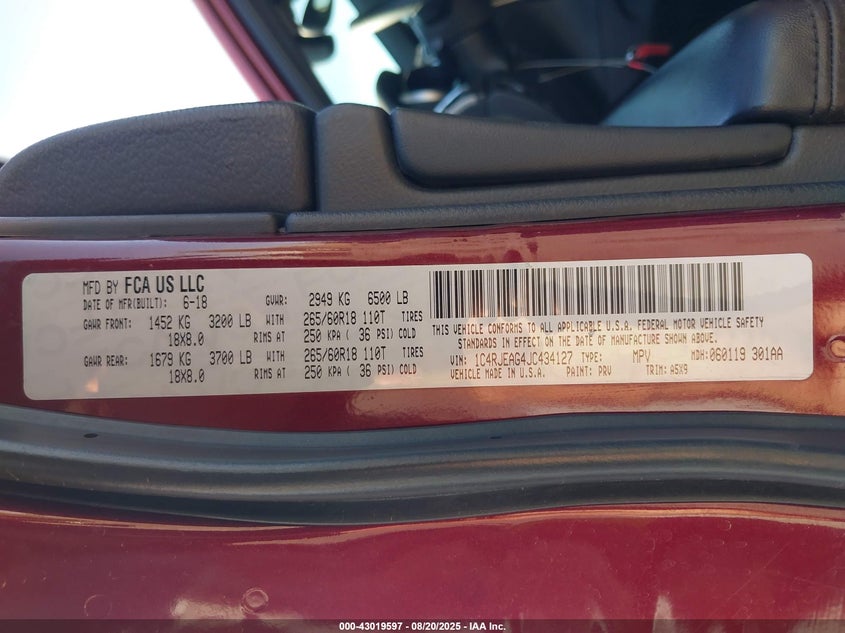 MFD BY FCA US LLC
DATE OF MFR(BUILT): 6-18 GVWR: 2949 KG 6500 LB
GAWR FRONT: 1452 KG 3200 LB WITH 265/60R18 110T TIRES
18X8.0 RIMS AT 250 KPA ( 36 PSI) COLD
GAWR REAR: 1679 KG 3700 LB WITH 265/60R18 110T TIRES
18X8.0 RIMS AT 250 KPA ( 36 PSI) COLD
THIS VEHICLE CONFORMS TO ALL APPLICABLE U.S.A. FEDERAL MOTOR VEHICLE SAFETY
STANDARDS IN EFFECT ON THE DATE OF MANUFACTURE SHOWN ABOVE.
VIN: 1C4RJEAG4JC434127 TYPE: MPV MDH: 060119 301AA
VEHICLE MADE IN U.S.A. PAINT: PRV TRIM: A5X9
000-43019597 - 08/20/2025 - IAA Inc.